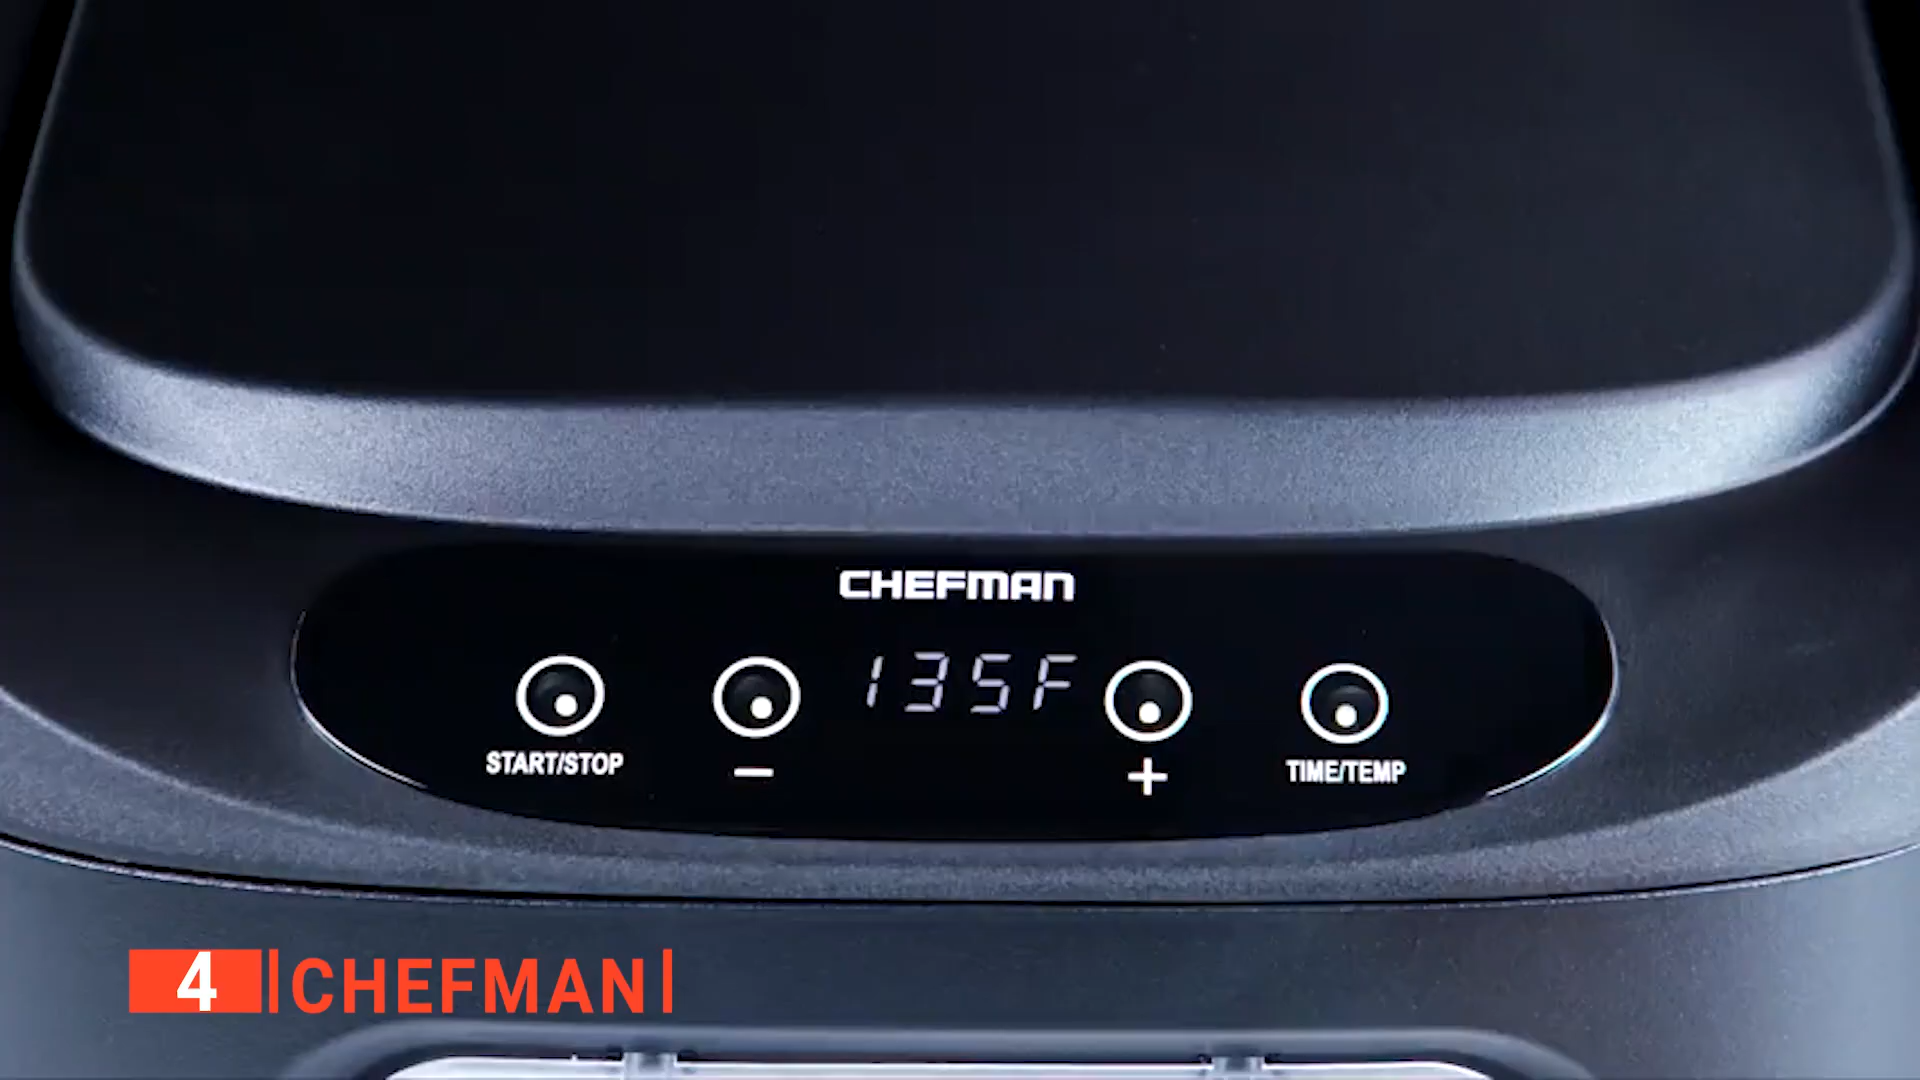 CHEFMAN
135F
START/STOP
−
+
TIME/TEMP
4 CHEFMAN